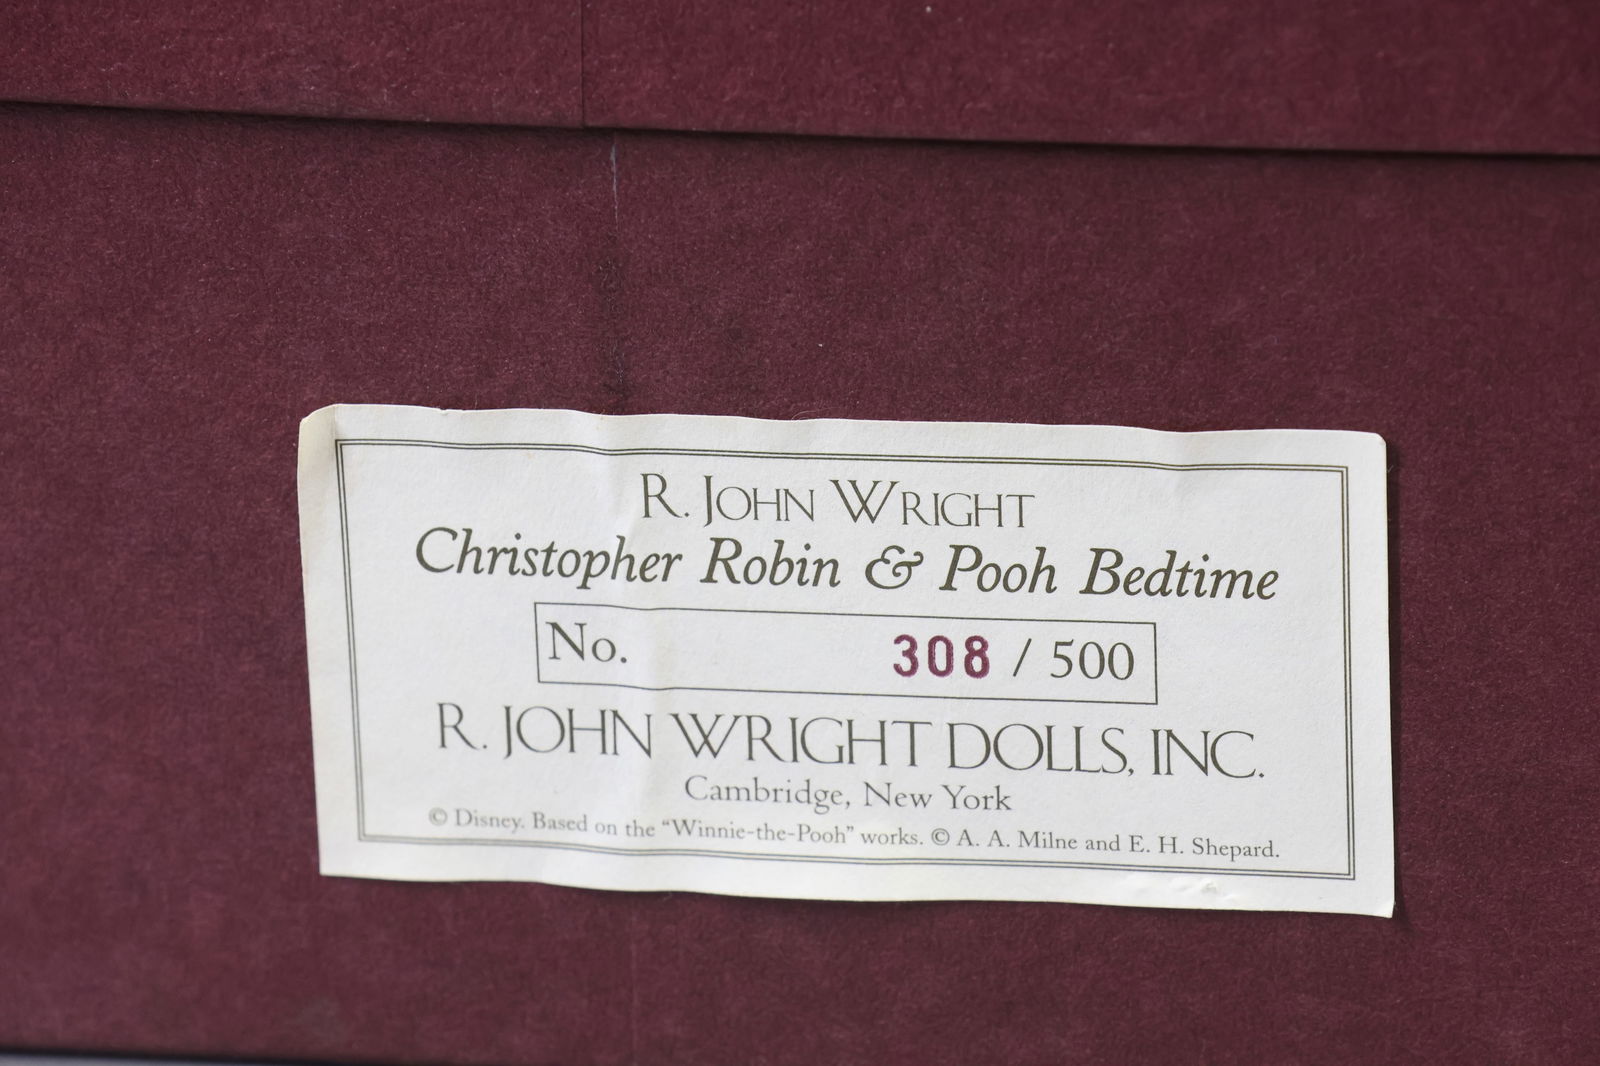 R. JOHN WRIGHT
Christopher Robin & Pooh Bedtime
No. 308 / 500
R. JOHN WRIGHT DOLLS, INC.
Cambridge, New York
© Disney. Based on the “Winnie-the-Pooh” works. © A. A. Milne and E. H. Shepard.